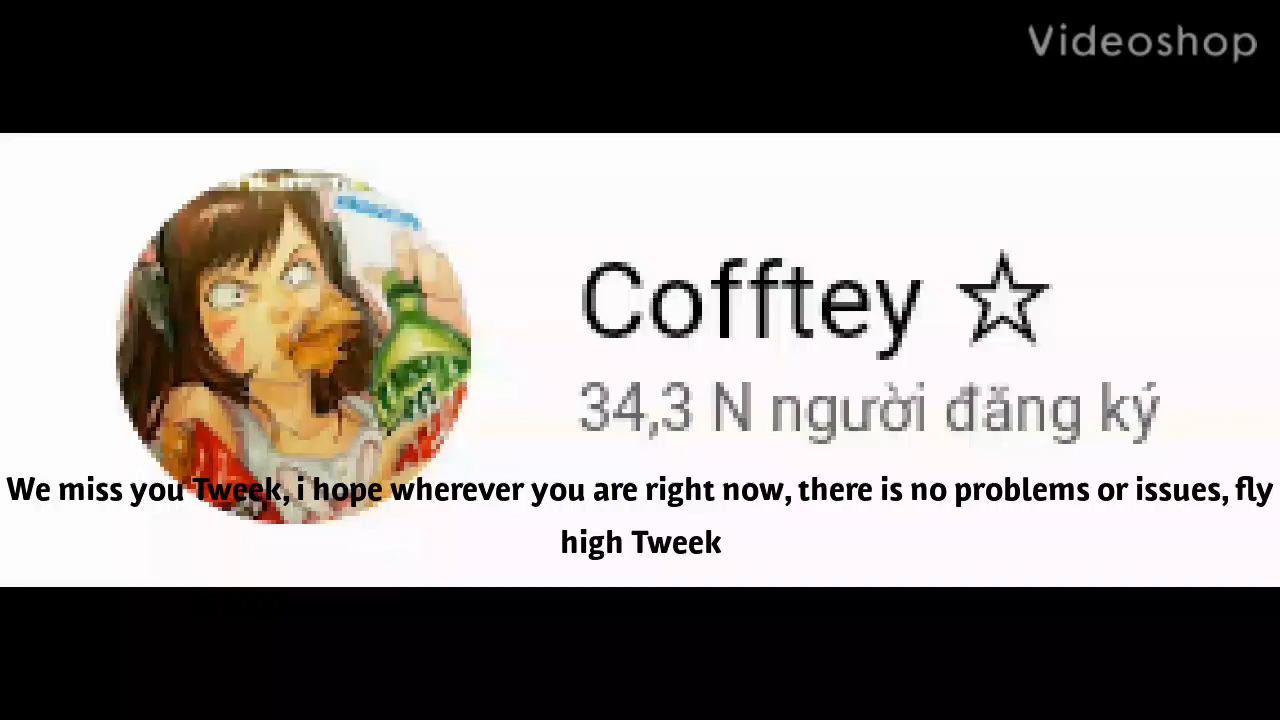 Videoshop
Cofftey ☆
34,3 N người đăng ký
We miss you Tweek, i hope wherever you are right now, there is no problems or issues, fly
high Tweek